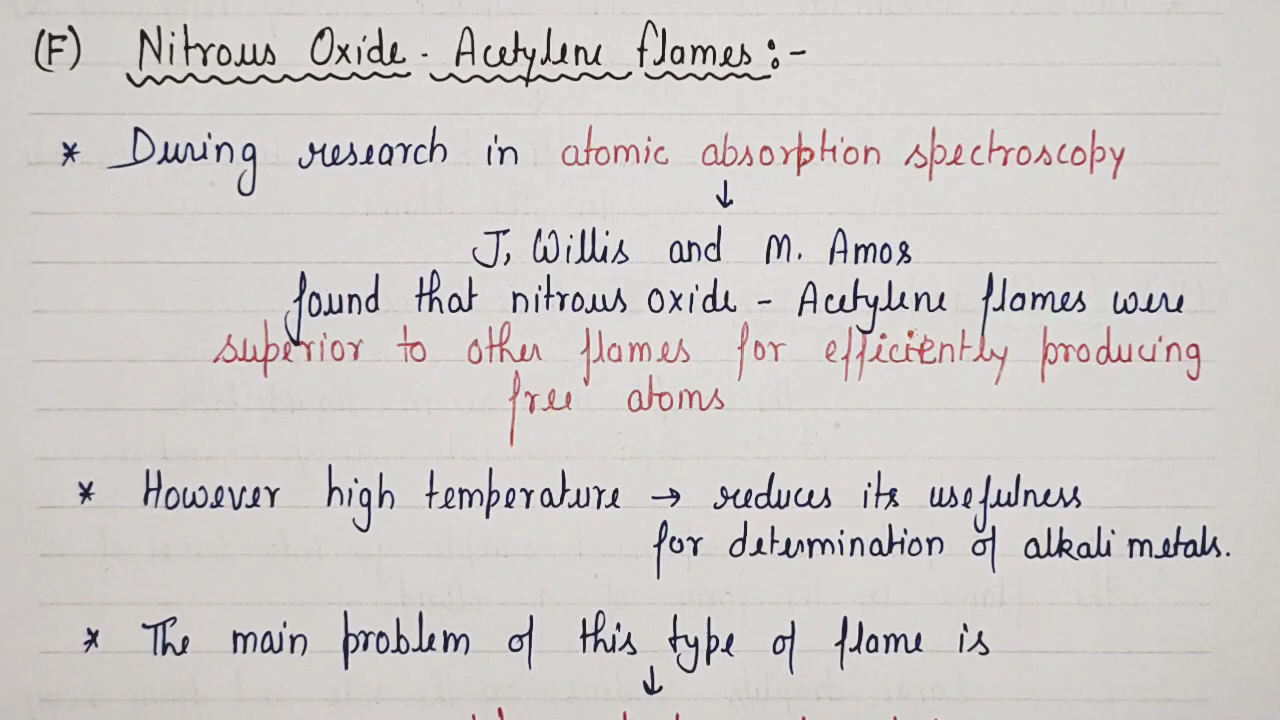 (F) Nitrous Oxide - Acetylene flames :-
* During research in atomic absorption spectroscopy
↓
J, Willis and M. Amos
found that nitrous oxide - Acetylene flames were
superior to other flames for efficiently producing
free atoms
* However high temperature → reduces its usefulness
for determination of alkali metals.
* The main problem of this type of flame is
↓